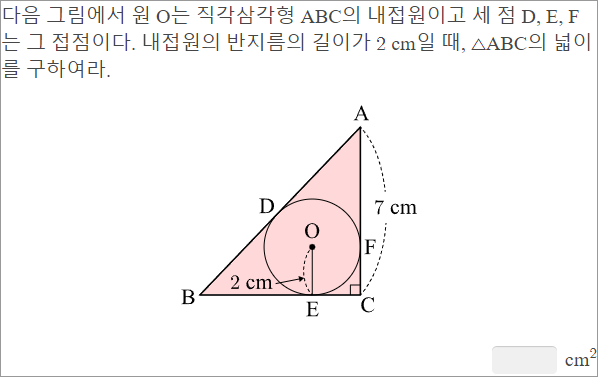 다음 그림에서 원 O는 직각삼각형 ABC의 내접원이고 세 점 D, E, F
는 그 접점이다. 내접원의 반지름의 길이가 2 cm일 때, △ABC의 넓이
를 구하여라.
A
D
7 cm
O
F
2 cm
B
E
C
cm²